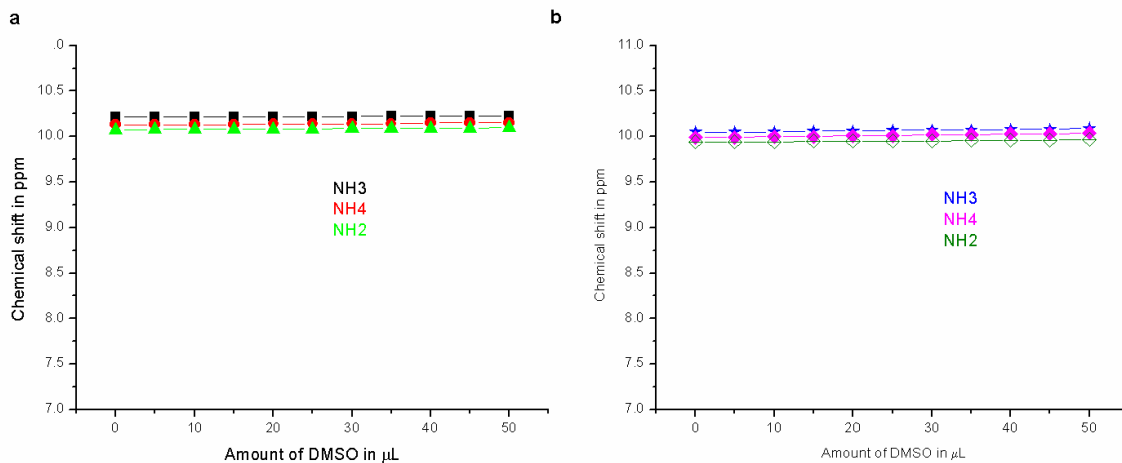 a
Chemical shift in ppm
.0
10.5
10.0
9.5
9.0
8.5
8.0
7.5
7.0
NH3
NH4
NH2
0
10
20
30
40
50
Amount of DMSO in μL
b
Chemical shift in ppm
11.0
10.5
10.0
9.5
9.0
8.5
8.0
7.5
7.0
NH3
NH4
NH2
0
10
20
30
40
50
Amount of DMSO in μL